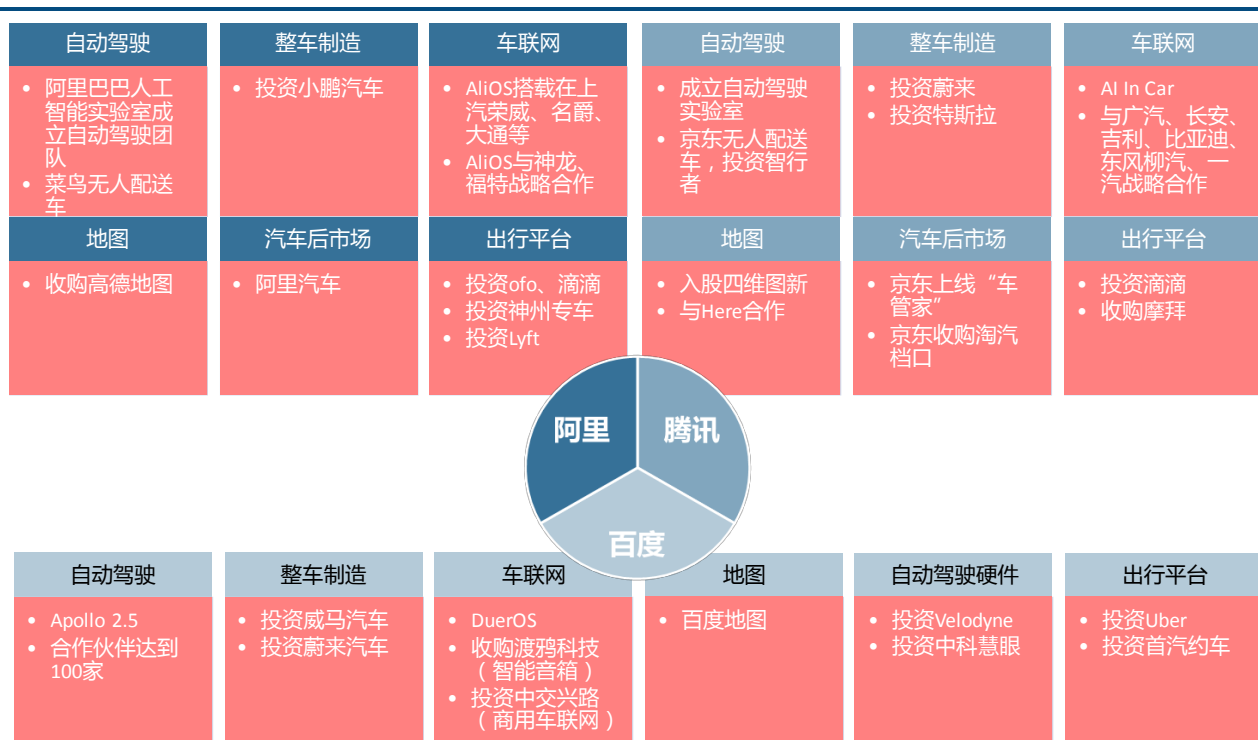 自动驾驶
• 阿里巴巴人工
智能实验室成
立自动驾驶团
队
• 菜鸟无人配送
车
整车制造
• 投资小鹏汽车
车联网
• AliOS搭载在上
汽荣威、名爵、
大通等
• AliOS与神龙、
福特战略合作
自动驾驶
• 成立自动驾驶
实验室
• 京东无人配送
车，投资智行
者
整车制造
• 投资蔚来
• 投资特斯拉
车联网
• AI In Car
• 与广汽、长安、
吉利、比亚迪、
东风柳汽、一
汽战略合作
地图
• 收购高德地图
汽车后市场
• 阿里汽车
出行平台
• 投资ofo、滴滴
• 投资神州专车
• 投资Lyft
地图
• 入股四维图新
• 与Here合作
汽车后市场
• 京东上线“车
管家”
• 京东收购淘汽
档口
出行平台
• 投资滴滴
• 收购摩拜
阿里
腾讯
百度
自动驾驶
• Apollo 2.5
• 合作伙伴达到
100家
整车制造
• 投资威马汽车
• 投资蔚来汽车
车联网
• DuerOS
• 收购渡鸦科技
（智能音箱）
• 投资中交兴路
（商用车联网）
地图
• 百度地图
自动驾驶硬件
• 投资Velodyne
• 投资中科慧眼
出行平台
• 投资Uber
• 投资首汽约车